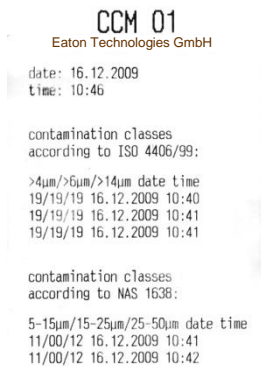 CCM 01
Eaton Technologies GmbH
date: 16.12.2009
time: 10:46
contamination classes
according to ISO 4406/99:
>4µm/>6µm/>14µm date time
19/19/19 16.12.2009 10:40
19/19/19 16.12.2009 10:41
19/19/19 16.12.2009 10:41
contamination classes
according to NAS 1638:
5-15µm/15-25µm/25-50µm date time
11/00/12 16.12.2009 10:41
11/00/12 16.12.2009 10:42